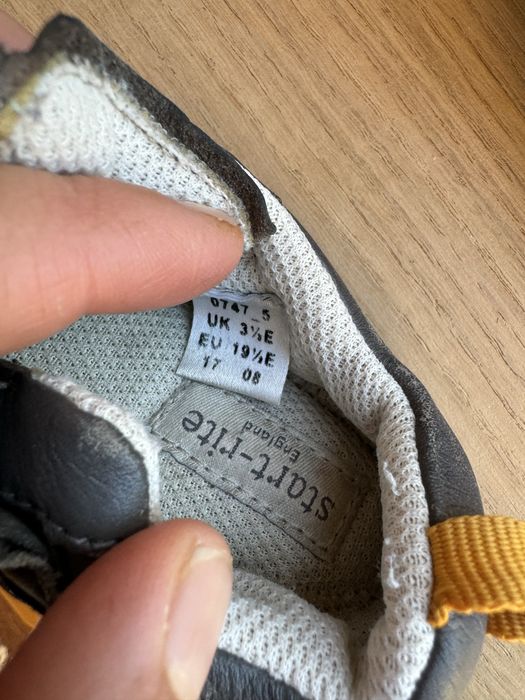 0747_5
UK 3½E
EU 19½E
17 08
start-rite
England